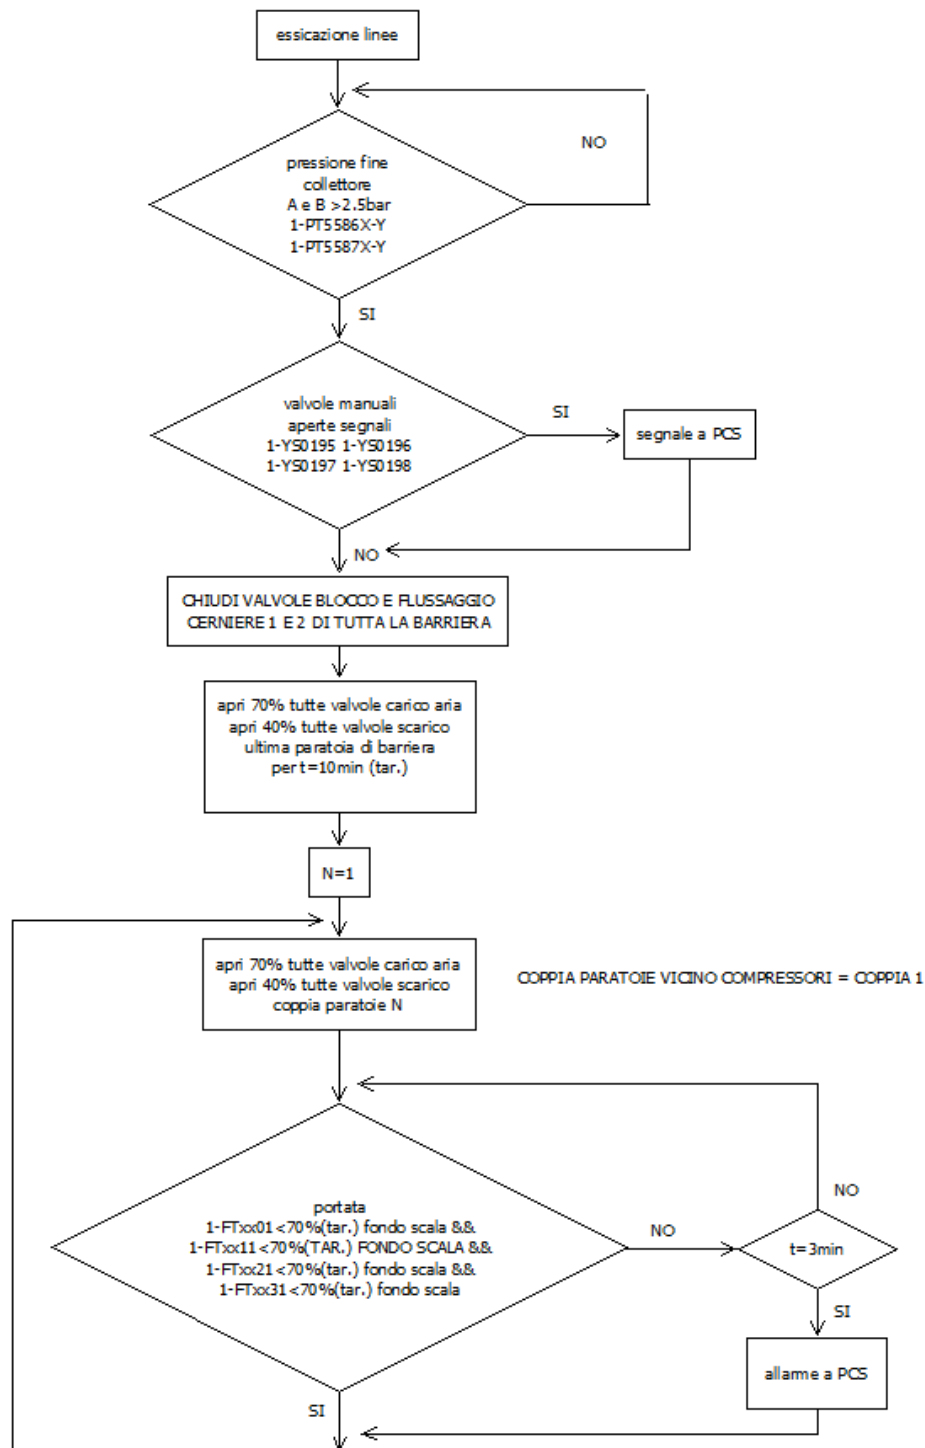 essicazione linee
NO
pressione fine
collettore
A e B >2.5bar
1-PT5586X-Y
1-PT5587X-Y
SI
valvole manuali
aperte segnali
1-YS0195 1-YS0196
1-YS0197 1-YS0198
SI
segnale a PCS
NO
CHIUDI VALVOLE BLOCCO E FLUSSAGGIO
CERNIERE 1 E 2 DI TUTTA LA BARRIERA
apri 70% tutte valvole carico aria
apri 40% tutte valvole scarico
ultima paratoia di barriera
per t=10min (tar.)
N=1
apri 70% tutte valvole carico aria
apri 40% tutte valvole scarico
coppia paratoie N
COPPIA PARATOIE VICINO COMPRESSORI = COPPIA 1
portata
1-FTxx01<70%(tar.) fondo scala &&
1-FTxx11<70%(TAR.) FONDO SCALA &&
1-FTxx21<70%(tar.) fondo scala &&
1-FTxx31<70%(tar.) fondo scala
NO
NO
t=3min
SI
allarme a PCS
SI